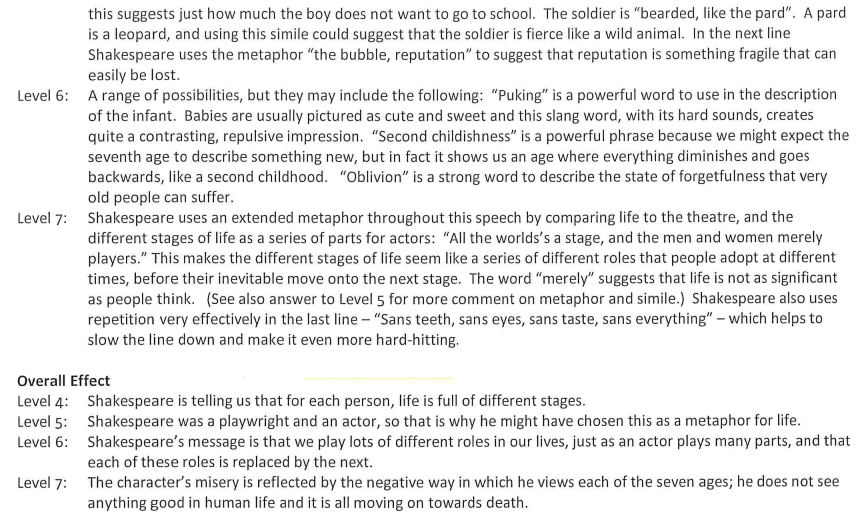 this suggests just how much the boy does not want to go to school. The soldier is “bearded, like the pard”. A pard
is a leopard, and using this simile could suggest that the soldier is fierce like a wild animal. In the next line
Shakespeare uses the metaphor “the bubble, reputation” to suggest that reputation is something fragile that can
easily be lost.
Level 6: A range of possibilities, but they may include the following: “Puking” is a powerful word to use in the description
of the infant. Babies are usually pictured as cute and sweet and this slang word, with its hard sounds, creates
quite a contrasting, repulsive impression. “Second childishness” is a powerful phrase because we might expect the
seventh age to describe something new, but in fact it shows us an age where everything diminishes and goes
backwards, like a second childhood. “Oblivion” is a strong word to describe the state of forgetfulness that very
old people can suffer.
Level 7: Shakespeare uses an extended metaphor throughout this speech by comparing life to the theatre, and the
different stages of life as a series of parts for actors: “All the worlds’s a stage, and the men and women merely
players.” This makes the different stages of life seem like a series of different roles that people adopt at different
times, before their inevitable move onto the next stage. The word “merely” suggests that life is not as significant
as people think. (See also answer to Level 5 for more comment on metaphor and simile.) Shakespeare also uses
repetition very effectively in the last line – “Sans teeth, sans eyes, sans taste, sans everything” – which helps to
slow the line down and make it even more hard-hitting.
Overall Effect
Level 4: Shakespeare is telling us that for each person, life is full of different stages.
Level 5: Shakespeare was a playwright and an actor, so that is why he might have chosen this as a metaphor for life.
Level 6: Shakespeare’s message is that we play lots of different roles in our lives, just as an actor plays many parts, and that
each of these roles is replaced by the next.
Level 7: The character’s misery is reflected by the negative way in which he views each of the seven ages; he does not see
anything good in human life and it is all moving on towards death.